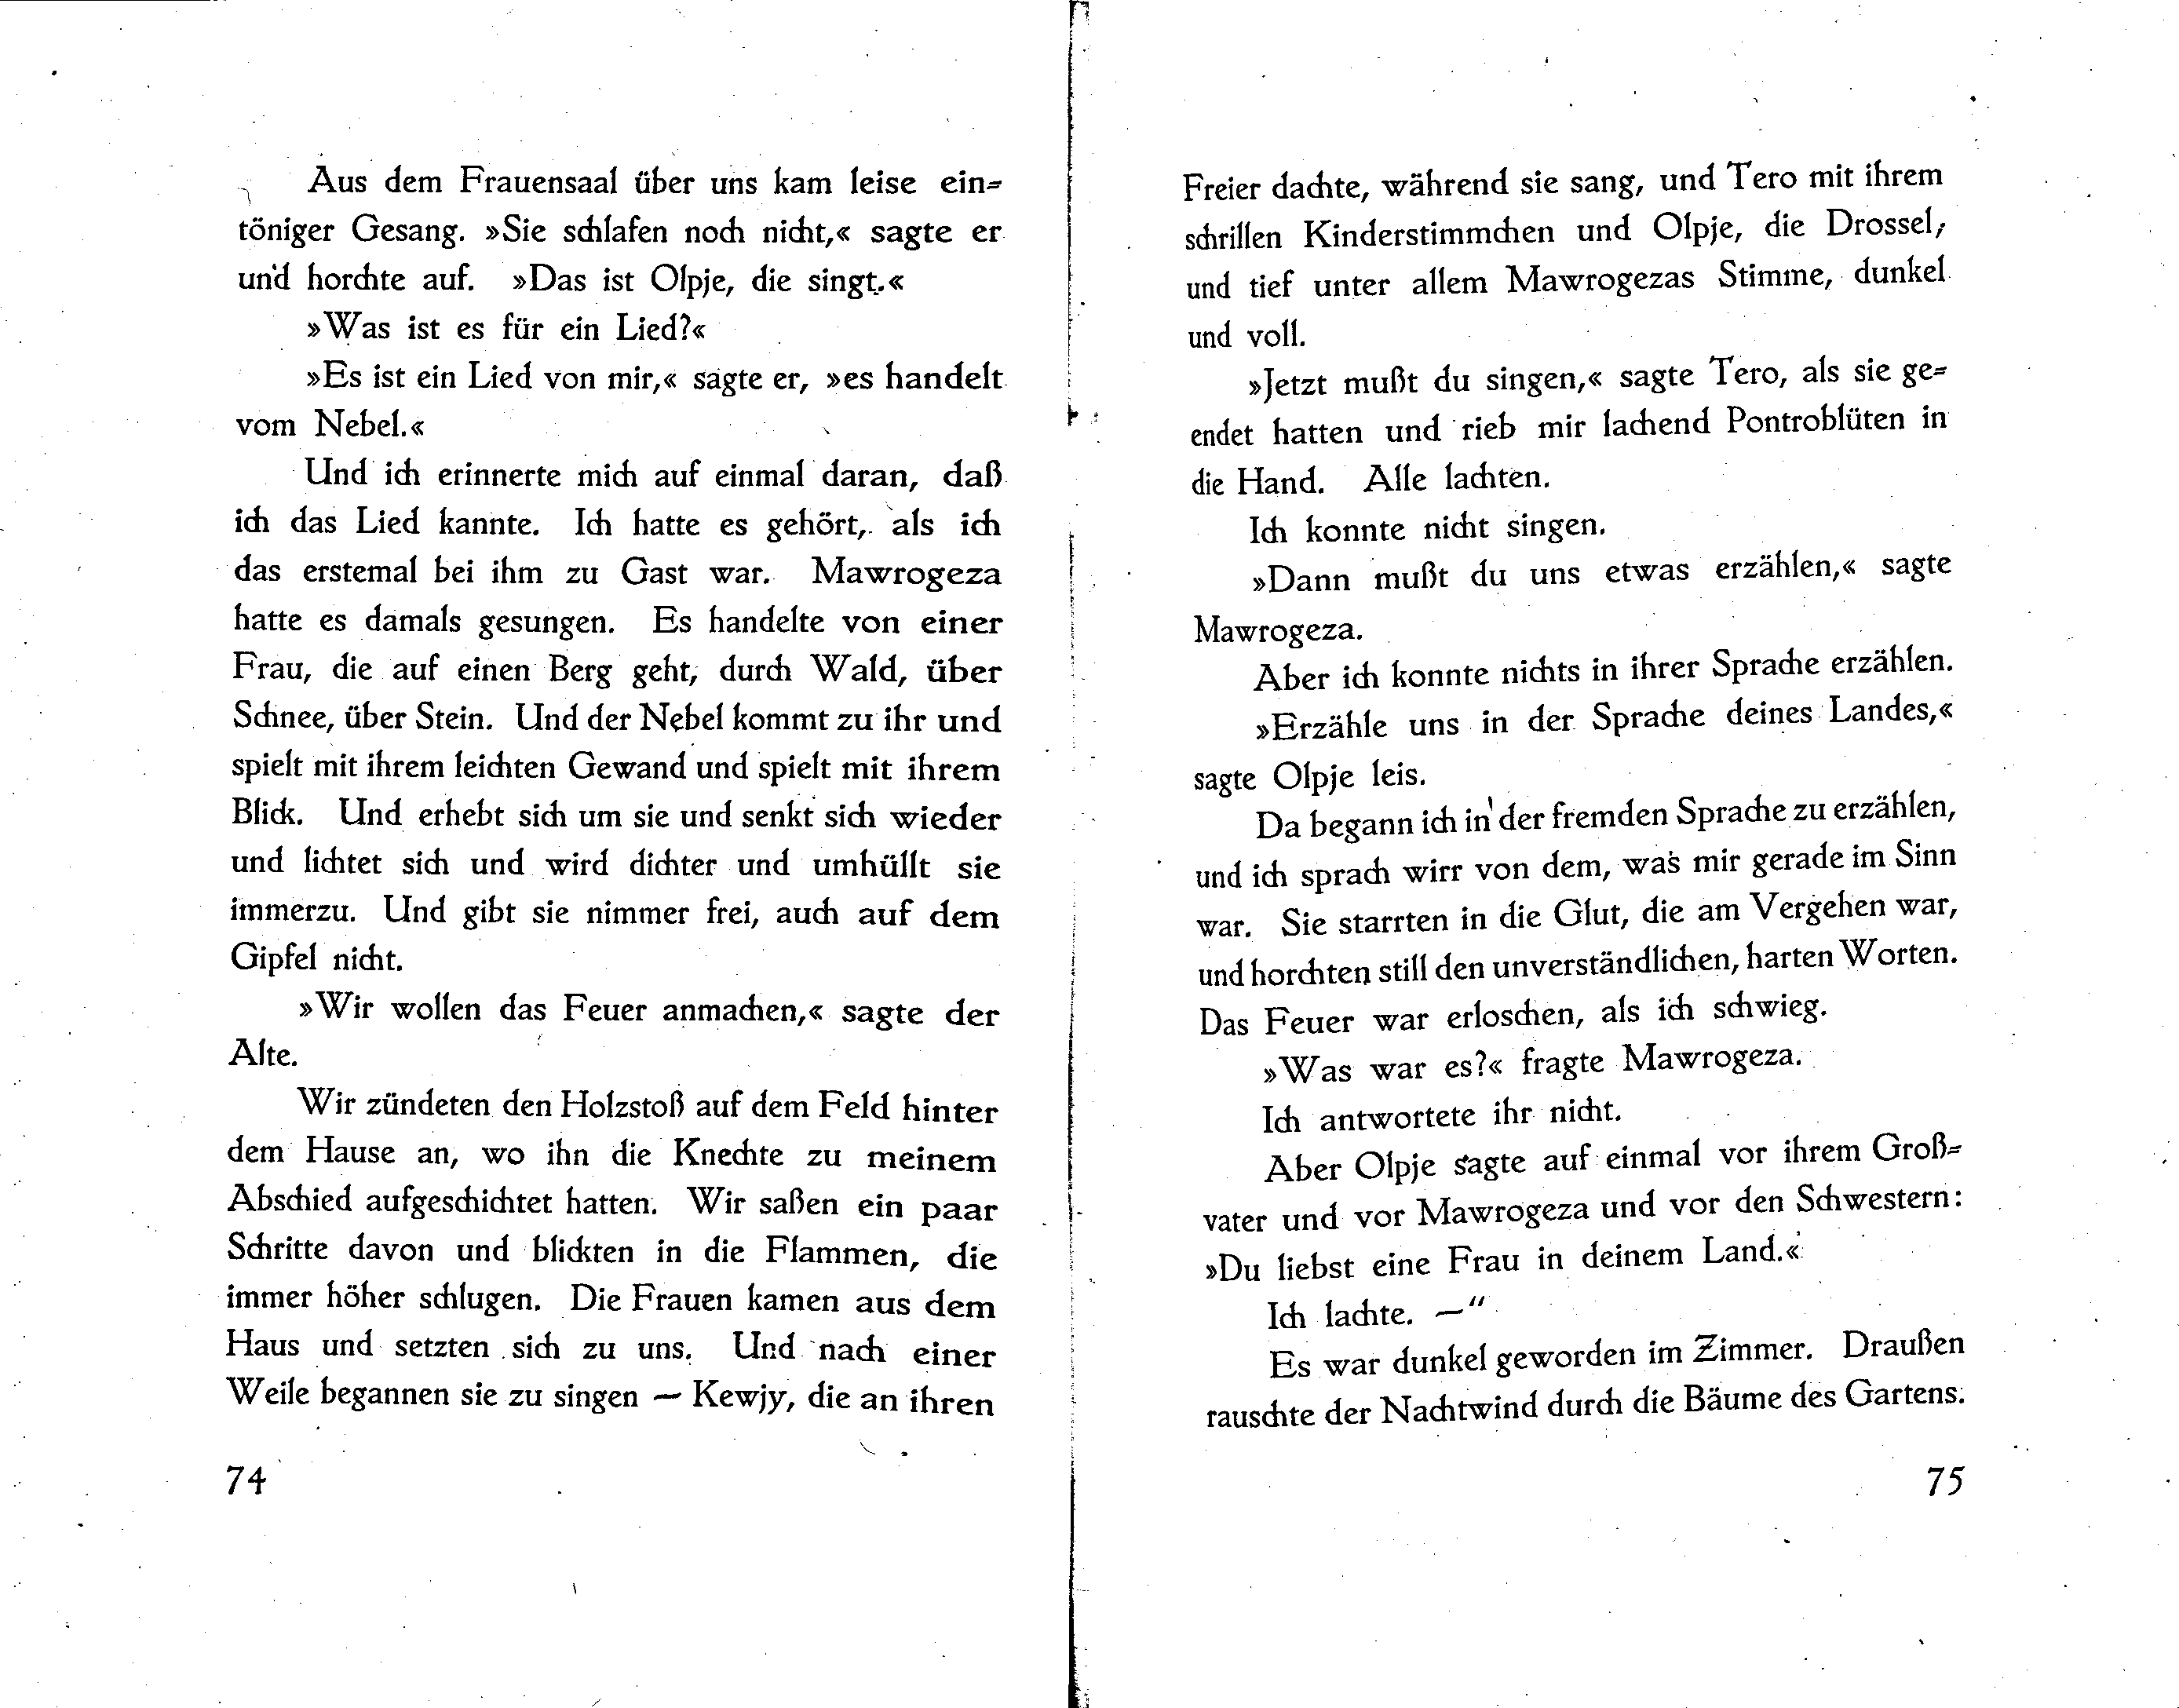 Aus dem Frauensaal über uns kam leise ein-
töniger Gesang. »Sie schlafen noch nicht,« sagte er
und horchte auf. »Das ist Olpje, die singt.«
»Was ist es für ein Lied?«
»Es ist ein Lied von mir,« sagte er, »es handelt
vom Nebel.«
Und ich erinnerte mich auf einmal daran, daß
ich das Lied kannte. Ich hatte es gehört, als ich
das erstemal bei ihm zu Gast war. Mawrogeza
hatte es damals gesungen. Es handelte von einer
Frau, die auf einen Berg geht, durch Wald, über
Schnee, über Stein. Und der Nebel kommt zu ihr und
spielt mit ihrem leichten Gewand und spielt mit ihrem
Blick. Und erhebt sich um sie und senkt sich wieder
und lichtet sich und wird dichter und umhüllt sie
immerzu. Und gibt sie nimmer frei, auch auf dem
Gipfel nicht.
»Wir wollen das Feuer anmachen,« sagte der
Alte.
Wir zündeten den Holzstoß auf dem Feld hinter
dem Hause an, wo ihn die Knechte zu meinem
Abschied aufgeschichtet hatten. Wir saßen ein paar
Schritte davon und blickten in die Flammen, die
immer höher schlugen. Die Frauen kamen aus dem
Haus und setzten sich zu uns. Und nach einer
Weile begannen sie zu singen — Kewjy, die an ihren
74
Freier dachte, während sie sang, und Tero mit ihrem
schrillen Kinderstimmchen und Olpje, die Drossel,
und tief unter allem Mawrogezas Stimme, dunkel
und voll.
»Jetzt mußt du singen,« sagte Tero, als sie ge-
endet hatten und rieb mir lachend Pontroblüten in
die Hand. Alle lachten.
Ich konnte nicht singen.
»Dann mußt du uns etwas erzählen,« sagte
Mawrogeza.
Aber ich konnte nichts in ihrer Sprache erzählen.
»Erzähle uns in der Sprache deines Landes,«
sagte Olpje leis.
Da begann ich in der fremden Sprache zu erzählen,
und ich sprach wirr von dem, was mir gerade im Sinn
war. Sie starrten in die Glut, die am Vergehen war,
und horchten still den unverständlichen, harten Worten.
Das Feuer war erloschen, als ich schwieg.
»Was war es?« fragte Mawrogeza.
Ich antwortete ihr nicht.
Aber Olpje sagte auf einmal vor ihrem Groß-
vater und vor Mawrogeza und vor den Schwestern:
»Du liebst eine Frau in deinem Land.«
Ich lachte. —“
Es war dunkel geworden im Zimmer. Draußen
rauschte der Nachtwind durch die Bäume des Gartens.
75